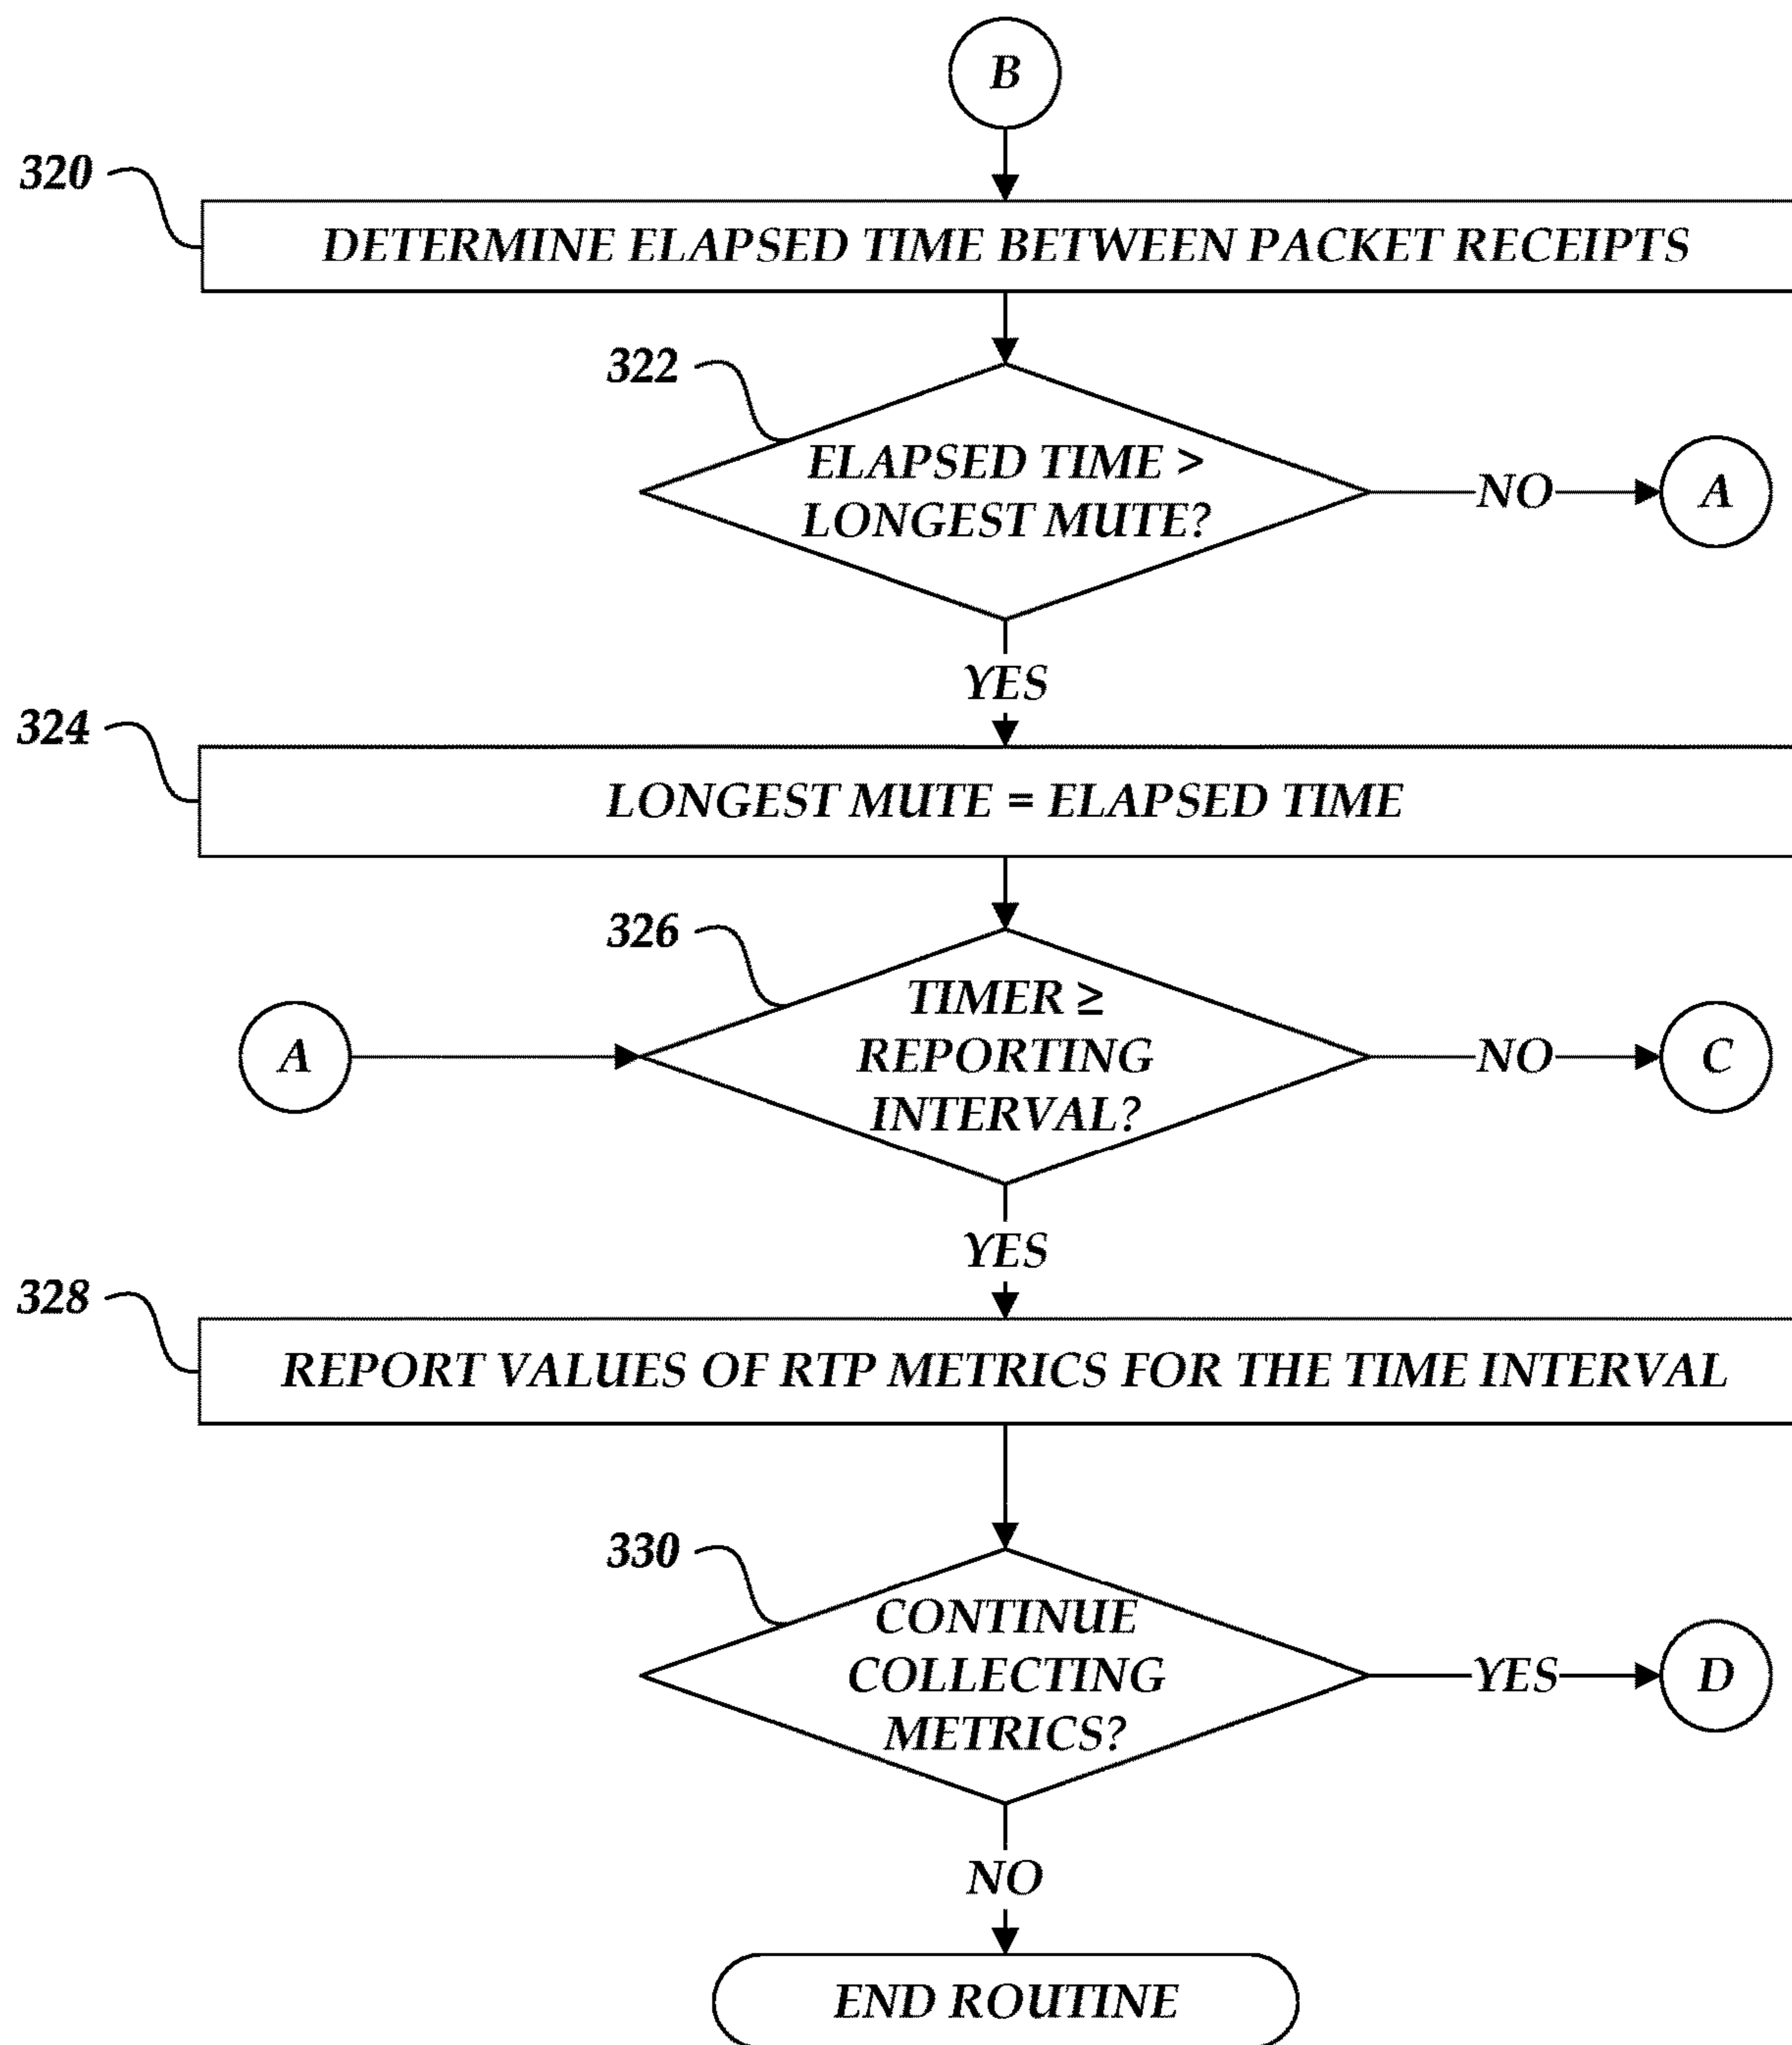 B
320
DETERMINE ELAPSED TIME BETWEEN PACKET RECEIPTS
322
ELAPSED TIME >
LONGEST MUTE?
NO
A
YES
324
LONGEST MUTE = ELAPSED TIME
326
TIMER ≥
REPORTING
INTERVAL?
A
NO
C
YES
328
REPORT VALUES OF RTP METRICS FOR THE TIME INTERVAL
330
CONTINUE
COLLECTING
METRICS?
YES
D
NO
END ROUTINE